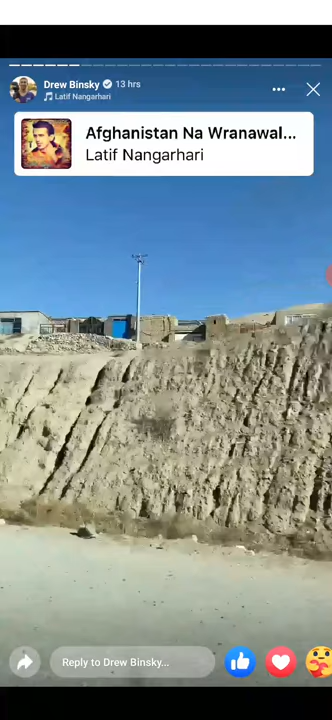 Drew Binsky 13 hrs
Latif Nangarhari
Afghanistan Na Wranawal...
Latif Nangarhari
Reply to Drew Binsky...